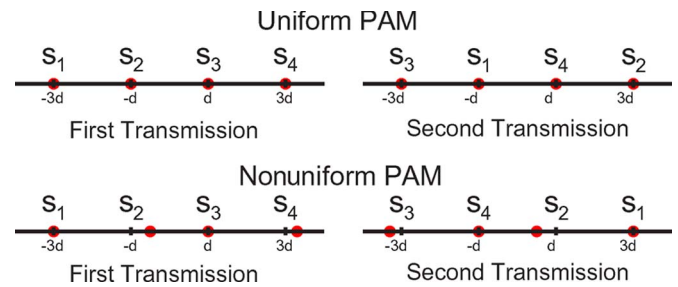 Uniform PAM
S1 S2 S3 S4
-3d -d d 3d
First Transmission
S3 S1 S4 S2
-3d -d d 3d
Second Transmission
Nonuniform PAM
S1 S2 S3 S4
-3d -d d 3d
First Transmission
S3 S4 S2 S1
-3d -d d 3d
Second Transmission